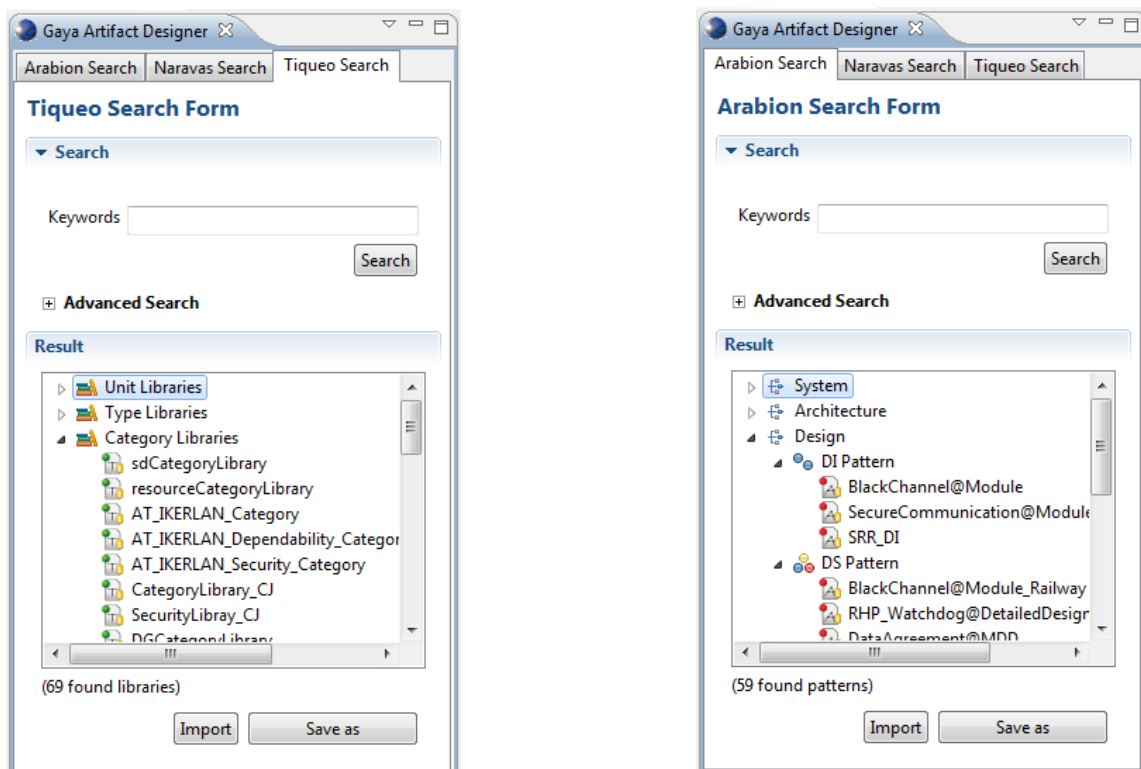 Gaya Artifact Designer
Arabion Search Naravas Search Tiqueo Search
Tiqueo Search Form
Search
Keywords
Search
Advanced Search
Result
Unit Libraries
Type Libraries
Category Libraries
sdCategoryLibrary
resourceCategoryLibrary
AT_IKERLAN_Category
AT_IKERLAN_Dependability_Categor
AT_IKERLAN_Security_Category
CategoryLibrary_CJ
SecurityLibray_CJ
DGCategoryLibrary
(69 found libraries)
Import Save as
Gaya Artifact Designer
Arabion Search Naravas Search Tiqueo Search
Arabion Search Form
Search
Keywords
Search
Advanced Search
Result
System
Architecture
Design
DI Pattern
BlackChannel@Module
SecureCommunication@Module
SRR_DI
DS Pattern
BlackChannel@Module_Railway
RHP_Watchdog@DetailedDesign
DataAgreement@MDD
(59 found patterns)
Import Save as